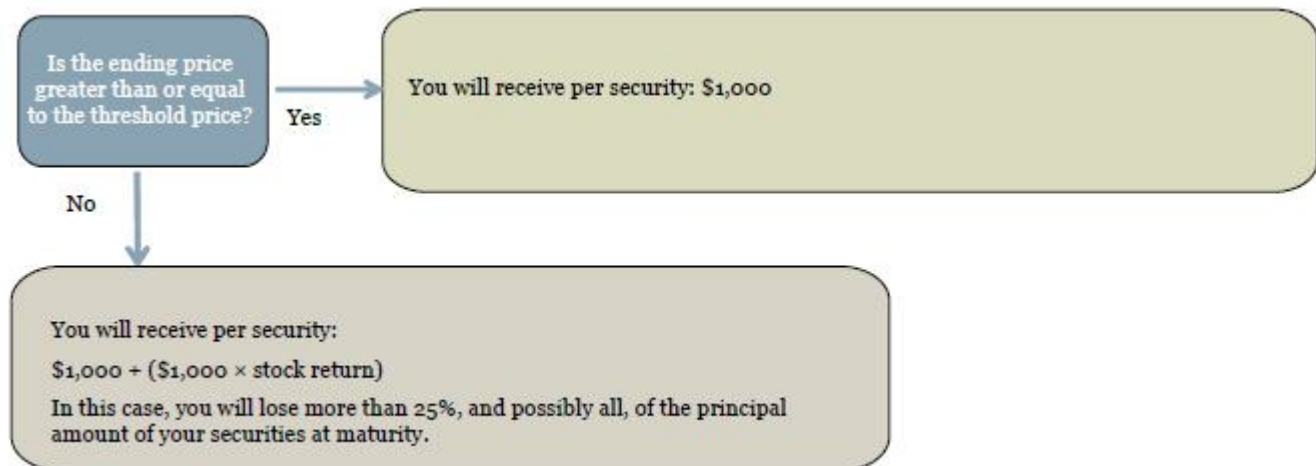 Is the ending price
greater than or equal
to the threshold price?
Yes
You will receive per security: $1,000
No
You will receive per security:
$1,000 + ($1,000 × stock return)
In this case, you will lose more than 25%, and possibly all, of the principal
amount of your securities at maturity.